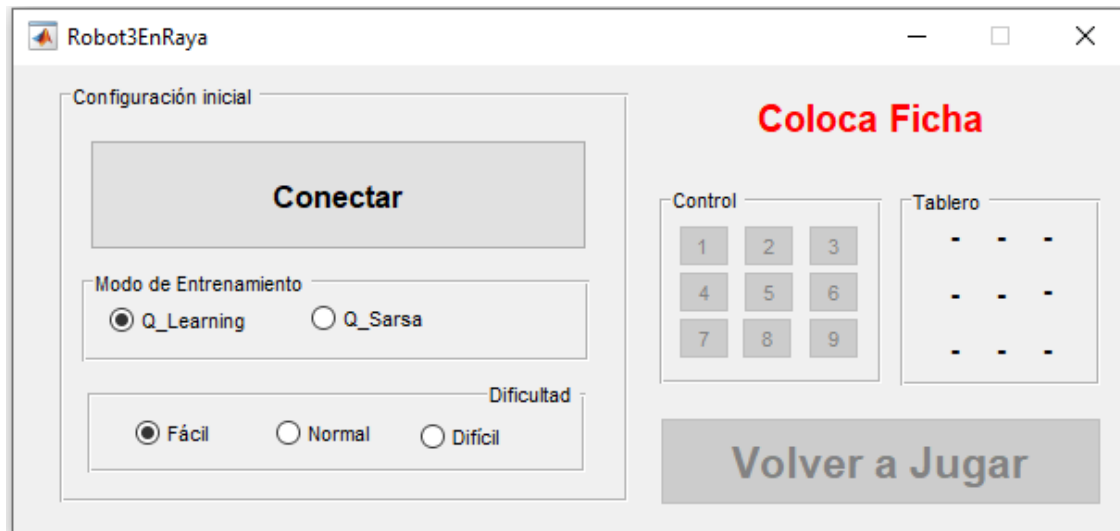 Robot3EnRaya
Configuración inicial
Conectar
Modo de Entrenamiento
Q_Learning Q_Sarsa
Dificultad
Fácil Normal Difícil
Coloca Ficha
Control
1 2 3
4 5 6
7 8 9
Tablero
- - -
- - -
- - -
Volver a Jugar